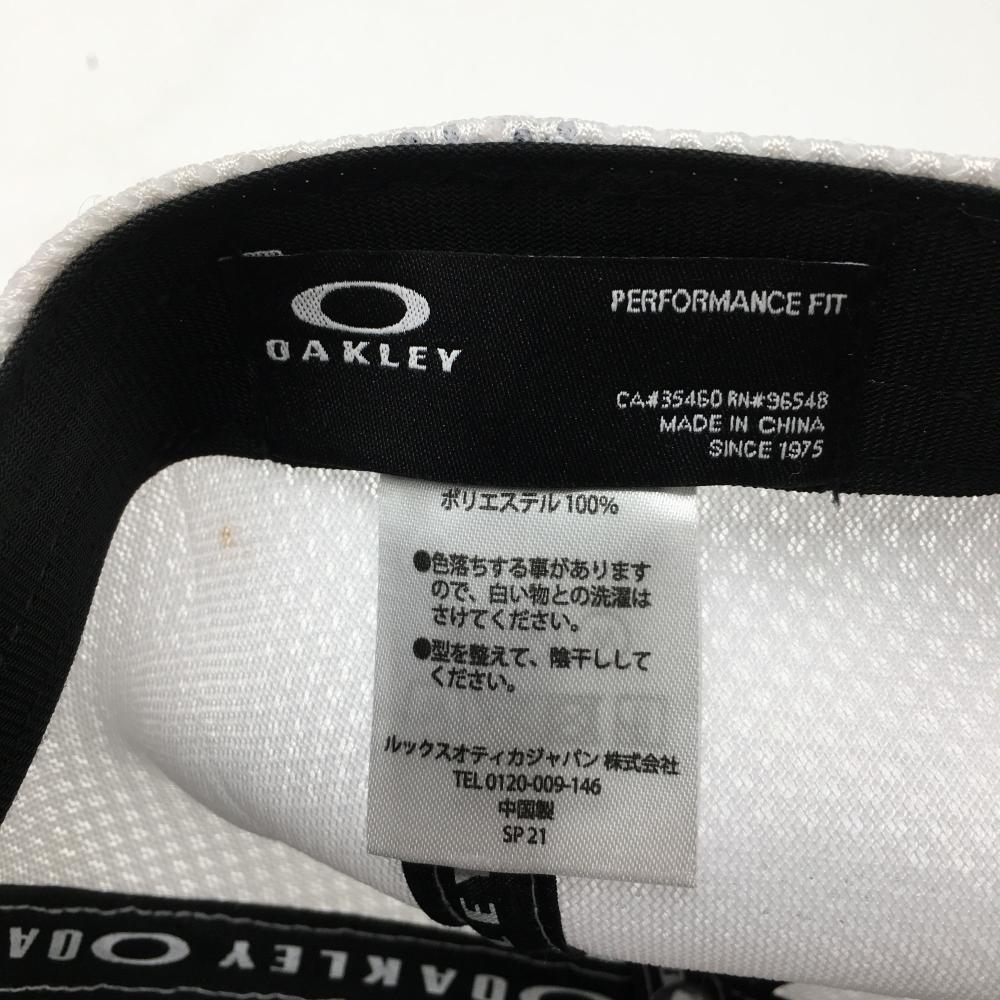 OAKLEY
PERFORMANCE FIT
CA#35460 RN#96548
MADE IN CHINA
SINCE 1975
ポリエステル 100%
●色落ちする事があります
ので、白い物との洗濯は
さけてください。
●型を整えて、陰干しして
ください。
ルックスオティカジャパン 株式会社
TEL 0120-009-146
中国製
SP 21
OAKLEY OA